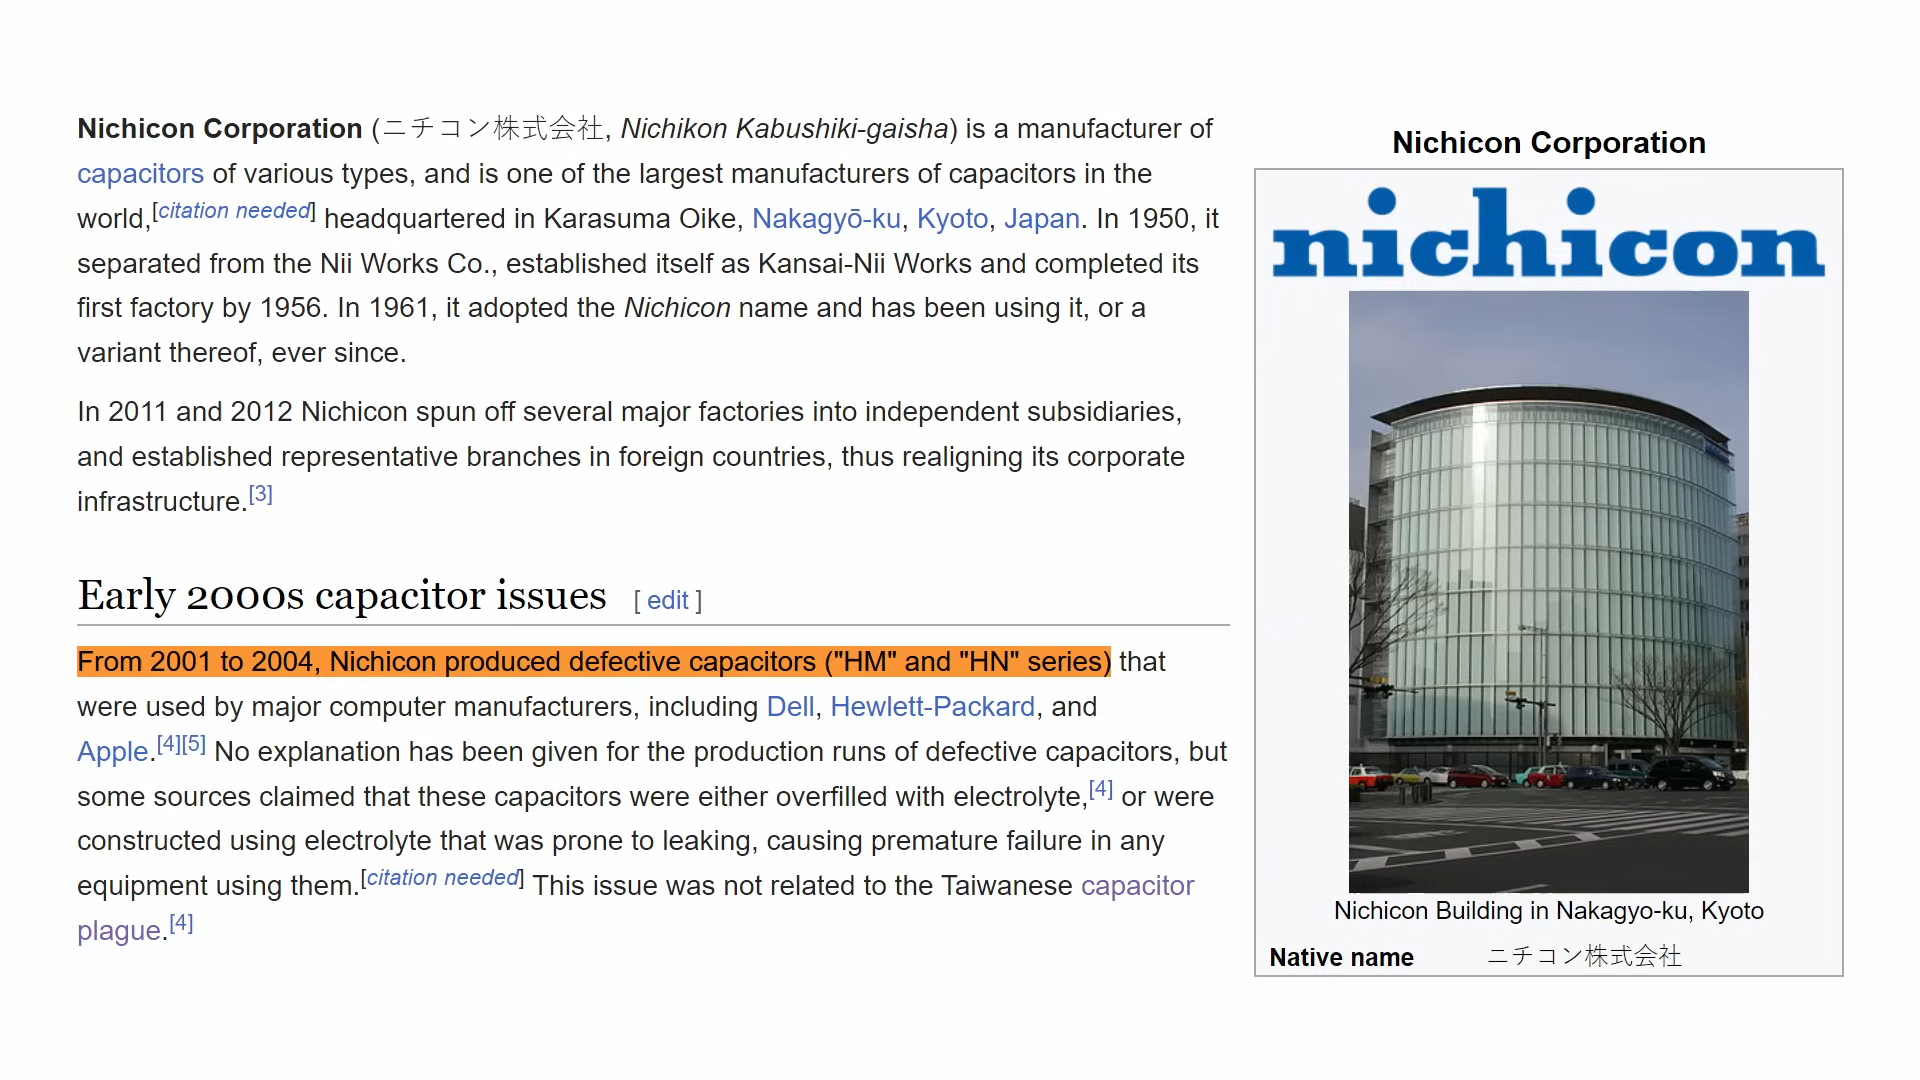 Nichicon Corporation (ニチコン株式会社, Nichikon Kabushiki-gaisha) is a manufacturer of
capacitors of various types, and is one of the largest manufacturers of capacitors in the
world,[citation needed] headquartered in Karasuma Oike, Nakagyō-ku, Kyoto, Japan. In 1950, it
separated from the Nii Works Co., established itself as Kansai-Nii Works and completed its
first factory by 1956. In 1961, it adopted the Nichicon name and has been using it, or a
variant thereof, ever since.
In 2011 and 2012 Nichicon spun off several major factories into independent subsidiaries,
and established representative branches in foreign countries, thus realigning its corporate
infrastructure.[3]
Early 2000s capacitor issues [ edit ]
From 2001 to 2004, Nichicon produced defective capacitors ("HM" and "HN" series) that
were used by major computer manufacturers, including Dell, Hewlett-Packard, and
Apple.[4][5] No explanation has been given for the production runs of defective capacitors, but
some sources claimed that these capacitors were either overfilled with electrolyte,[4] or were
constructed using electrolyte that was prone to leaking, causing premature failure in any
equipment using them.[citation needed] This issue was not related to the Taiwanese capacitor
plague.[4]
Nichicon Corporation
nichicon
Nichicon Building in Nakagyo-ku, Kyoto
Native name ニチコン株式会社